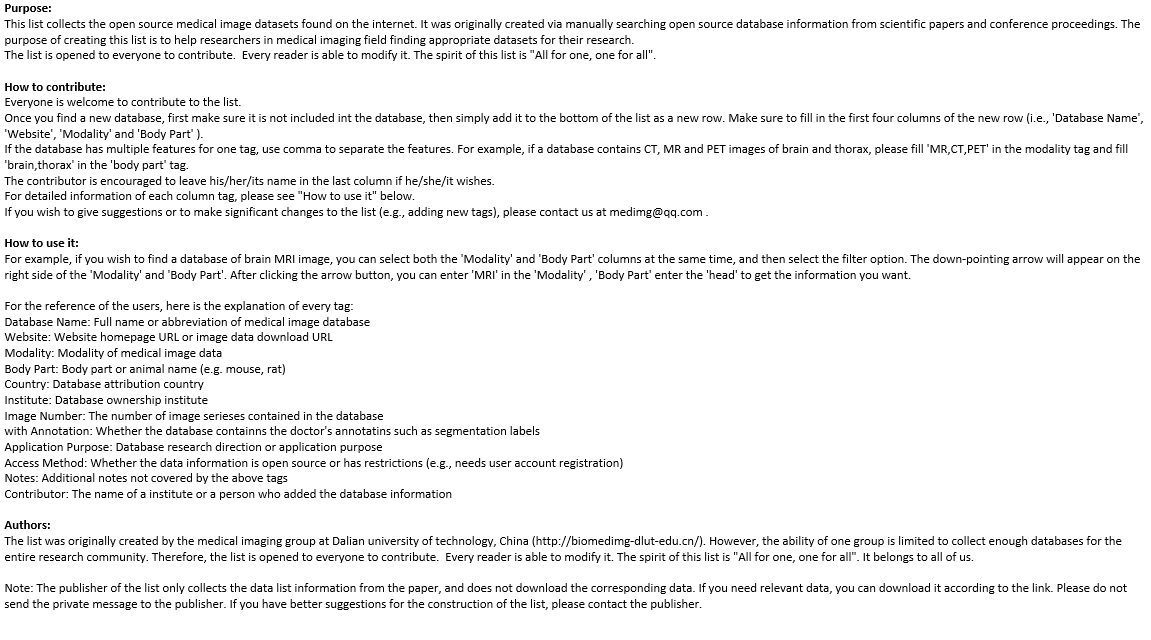 Purpose:
This list collects the open source medical image datasets found on the internet. It was originally created via manually searching open source database information from scientific papers and conference proceedings. The
purpose of creating this list is to help researchers in medical imaging field finding appropriate datasets for their research.
The list is opened to everyone to contribute.  Every reader is able to modify it. The spirit of this list is "All for one, one for all".
How to contribute:
Everyone is welcome to contribute to the list.
Once you find a new database, first make sure it is not included int the database, then simply add it to the bottom of the list as a new row. Make sure to fill in the first four columns of the new row (i.e., 'Database Name',
'Website', 'Modality' and 'Body Part' ).
If the database has multiple features for one tag, use comma to separate the features. For example, if a database contains CT, MR and PET images of brain and thorax, please fill 'MR,CT,PET' in the modality tag and fill
'brain,thorax' in the 'body part' tag.
The contributor is encouraged to leave his/her/its name in the last column if he/she/it wishes.
For detailed information of each column tag, please see "How to use it" below.
If you wish to give suggestions or to make significant changes to the list (e.g., adding new tags), please contact us at medimg@qq.com .
How to use it:
For example, if you wish to find a database of brain MRI image, you can select both the 'Modality' and 'Body Part' columns at the same time, and then select the filter option. The down-pointing arrow will appear on the
right side of the 'Modality' and 'Body Part'. After clicking the arrow button, you can enter 'MRI' in the 'Modality' , 'Body Part' enter the 'head' to get the information you want.
For the reference of the users, here is the explanation of every tag:
Database Name: Full name or abbreviation of medical image database
Website: Website homepage URL or image data download URL
Modality: Modality of medical image data
Body Part: Body part or animal name (e.g. mouse, rat)
Country: Database attribution country
Institute: Database ownership institute
Image Number: The number of image serieses contained in the database
with Annotation: Whether the database containns the doctor's annotatins such as segmentation labels
Application Purpose: Database research direction or application purpose
Access Method: Whether the data information is open source or has restrictions (e.g., needs user account registration)
Notes: Additional notes not covered by the above tags
Contributor: The name of a institute or a person who added the database information
Authors:
The list was originally created by the medical imaging group at Dalian university of technology, China (http://biomedimg-dlut-edu.cn/). However, the ability of one group is limited to collect enough databases for the
entire research community. Therefore, the list is opened to everyone to contribute.  Every reader is able to modify it. The spirit of this list is "All for one, one for all". It belongs to all of us.
Note: The publisher of the list only collects the data list information from the paper, and does not download the corresponding data. If you need relevant data, you can download it according to the link. Please do not
send the private message to the publisher. If you have better suggestions for the construction of the list, please contact the publisher.